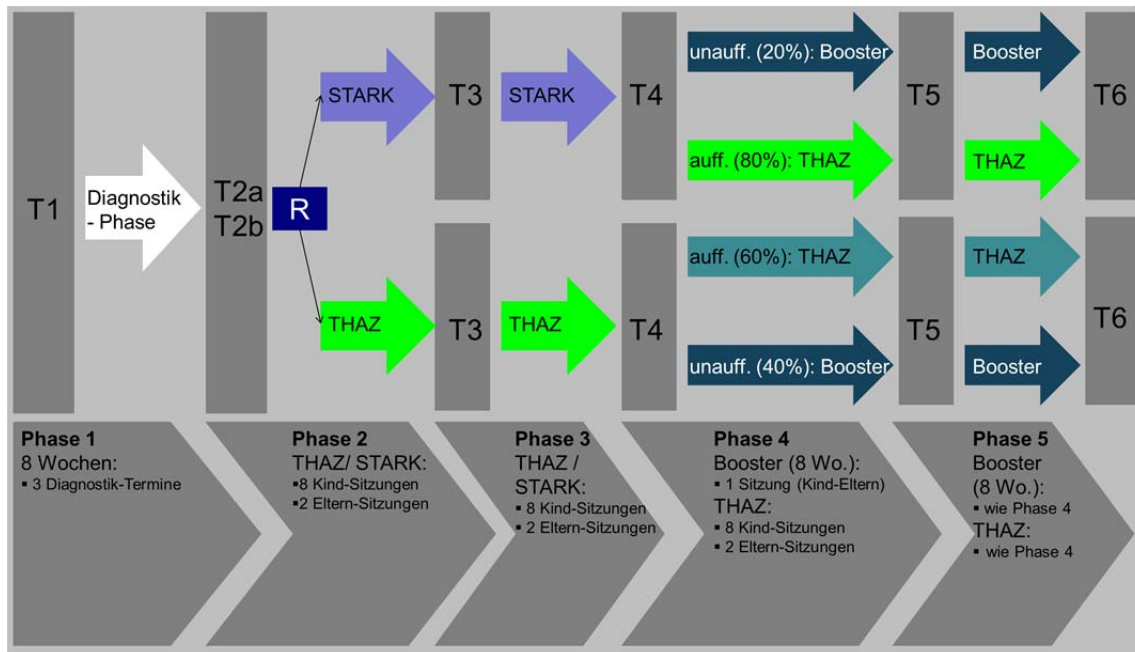 T1
Diagnostik
- Phase
T2a
T2b
R
STARK
T3
STARK
T4
unauff. (20%): Booster
T5
Booster
T6
auff. (80%): THAZ
THAZ
auff. (60%): THAZ
THAZ
THAZ
T3
THAZ
T4
T5
T6
unauff. (40%): Booster
Booster
Phase 1
8 Wochen:
▪ 3 Diagnostik-Termine
Phase 2
THAZ/ STARK:
▪8 Kind-Sitzungen
▪2 Eltern-Sitzungen
Phase 3
THAZ /
STARK:
▪ 8 Kind-Sitzungen
▪ 2 Eltern-Sitzungen
Phase 4
Booster (8 Wo.):
▪ 1 Sitzung (Kind-Eltern)
THAZ:
▪ 8 Kind-Sitzungen
▪ 2 Eltern-Sitzungen
Phase 5
Booster
(8 Wo.):
▪ wie Phase 4
THAZ:
▪ wie Phase 4